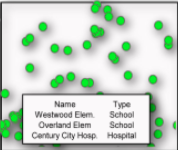 Name Type
Westwood Elem. School
Overland Elem School
Century City Hosp. Hospital